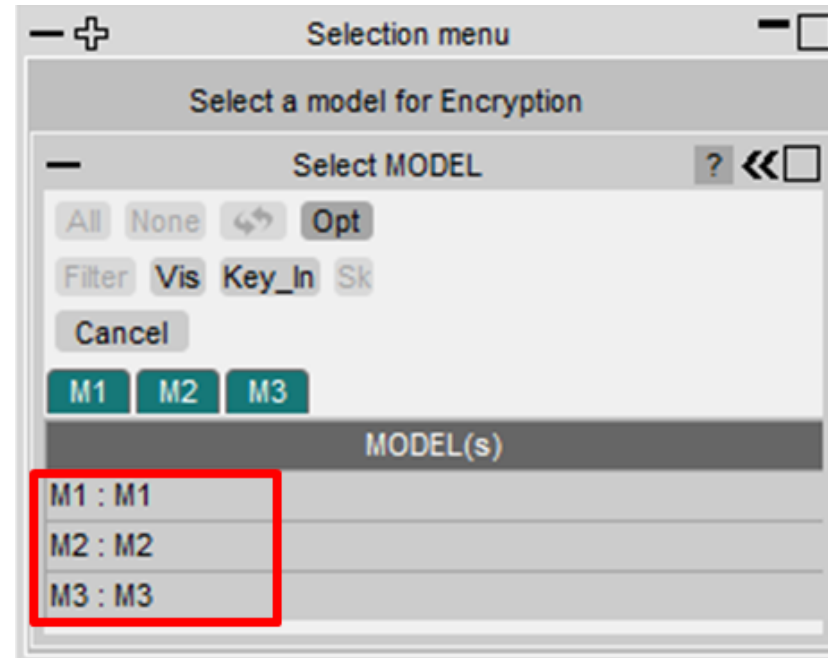 Selection menu
Select a model for Encryption
Select MODEL ?
All None Opt
Filter Vis Key_In Sk
Cancel
M1 M2 M3
MODEL(s)
M1 : M1
M2 : M2
M3 : M3